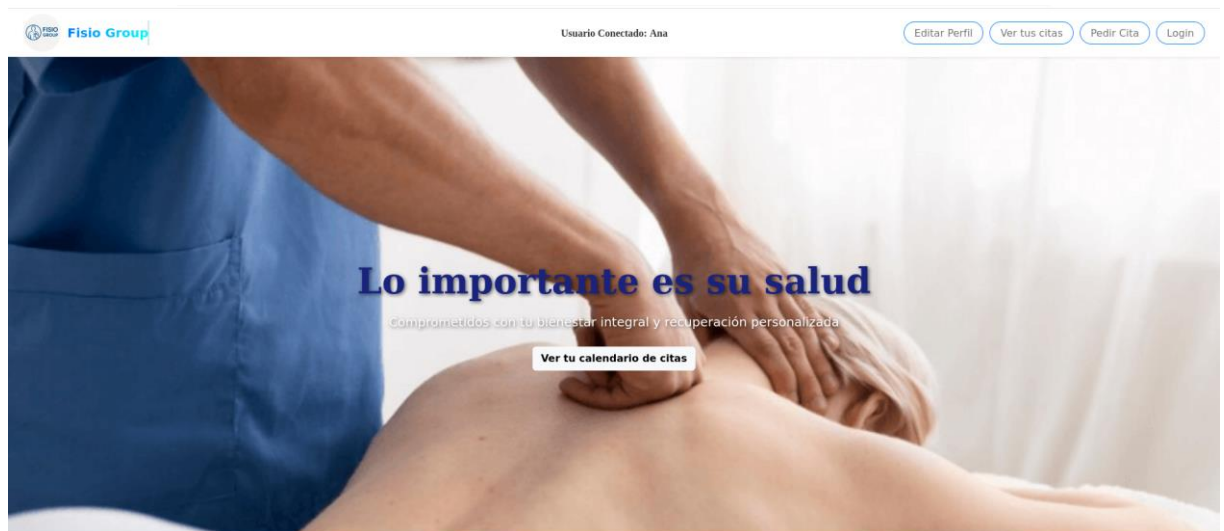 FISIO
GROUP
Fisio Group
Usuario Conectado: Ana
Editar Perfil
Ver tus citas
Pedir Cita
Login
Lo importante es su salud
Comprometidos con tu bienestar integral y recuperación personalizada
Ver tu calendario de citas